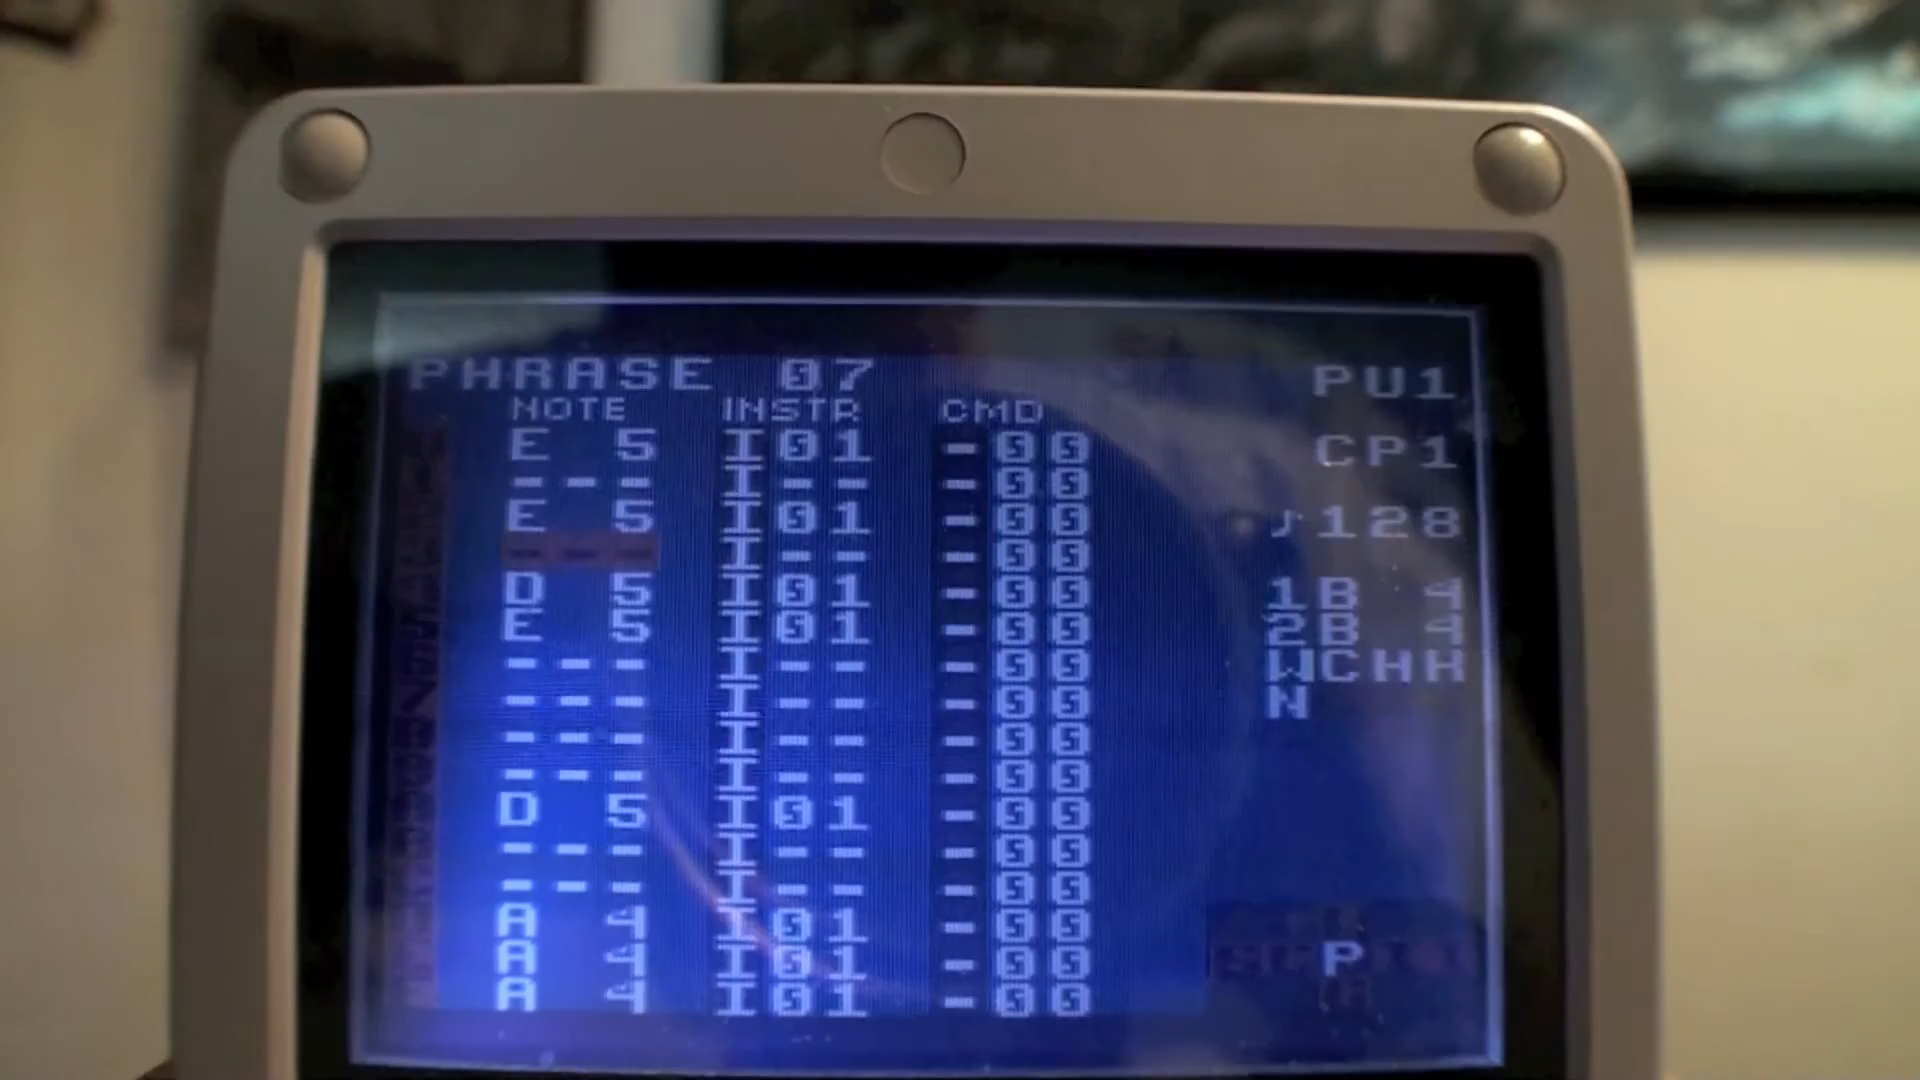 PHRASE 07 PU1
NOTE INSTR CMD
E 5 I01 -00 CP1
--- I-- -00
E 5 I01 -00 ♪128
--- I-- -00
D 5 I01 -00 1B 4
E 5 I01 -00 2B 4
--- I-- -00 WCHH
--- I-- -00 N
--- I-- -00
--- I-- -00
D 5 I01 -00
--- I-- -00
--- I-- -00
A 4 I01 -00
A 4 I01 -00 P
A 4 I01 -00